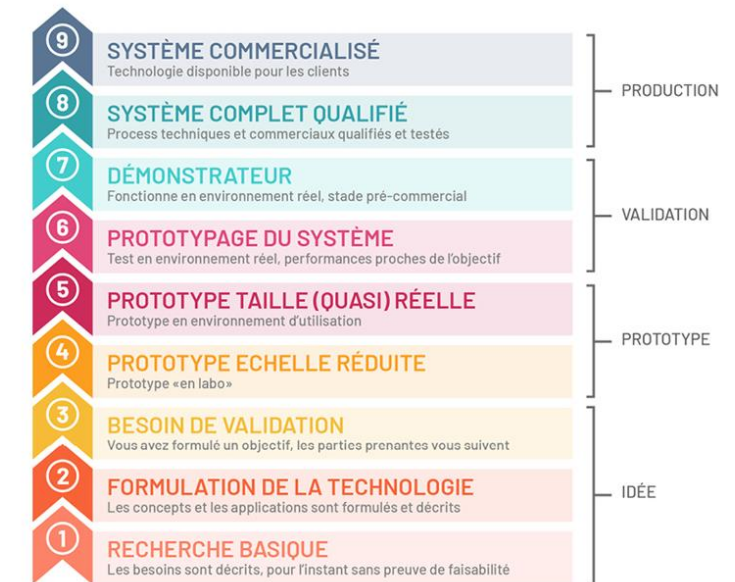 9
SYSTÈME COMMERCIALISÉ
Technologie disponible pour les clients
8
SYSTÈME COMPLET QUALIFIÉ
Process techniques et commerciaux qualifiés et testés
PRODUCTION
7
DÉMONSTRATEUR
Fonctionne en environnement réel, stade pré-commercial
6
PROTOTYPAGE DU SYSTÈME
Test en environnement réel, performances proches de l'objectif
VALIDATION
5
PROTOTYPE TAILLE (QUASI) RÉELLE
Prototype en environnement d'utilisation
4
PROTOTYPE ECHELLE RÉDUITE
Prototype «en labo»
PROTOTYPE
3
BESOIN DE VALIDATION
Vous avez formulé un objectif, les parties prenantes vous suivent
2
FORMULATION DE LA TECHNOLOGIE
Les concepts et les applications sont formulés et décrits
1
RECHERCHE BASIQUE
Les besoins sont décrits, pour l'instant sans preuve de faisabilité
IDÉE